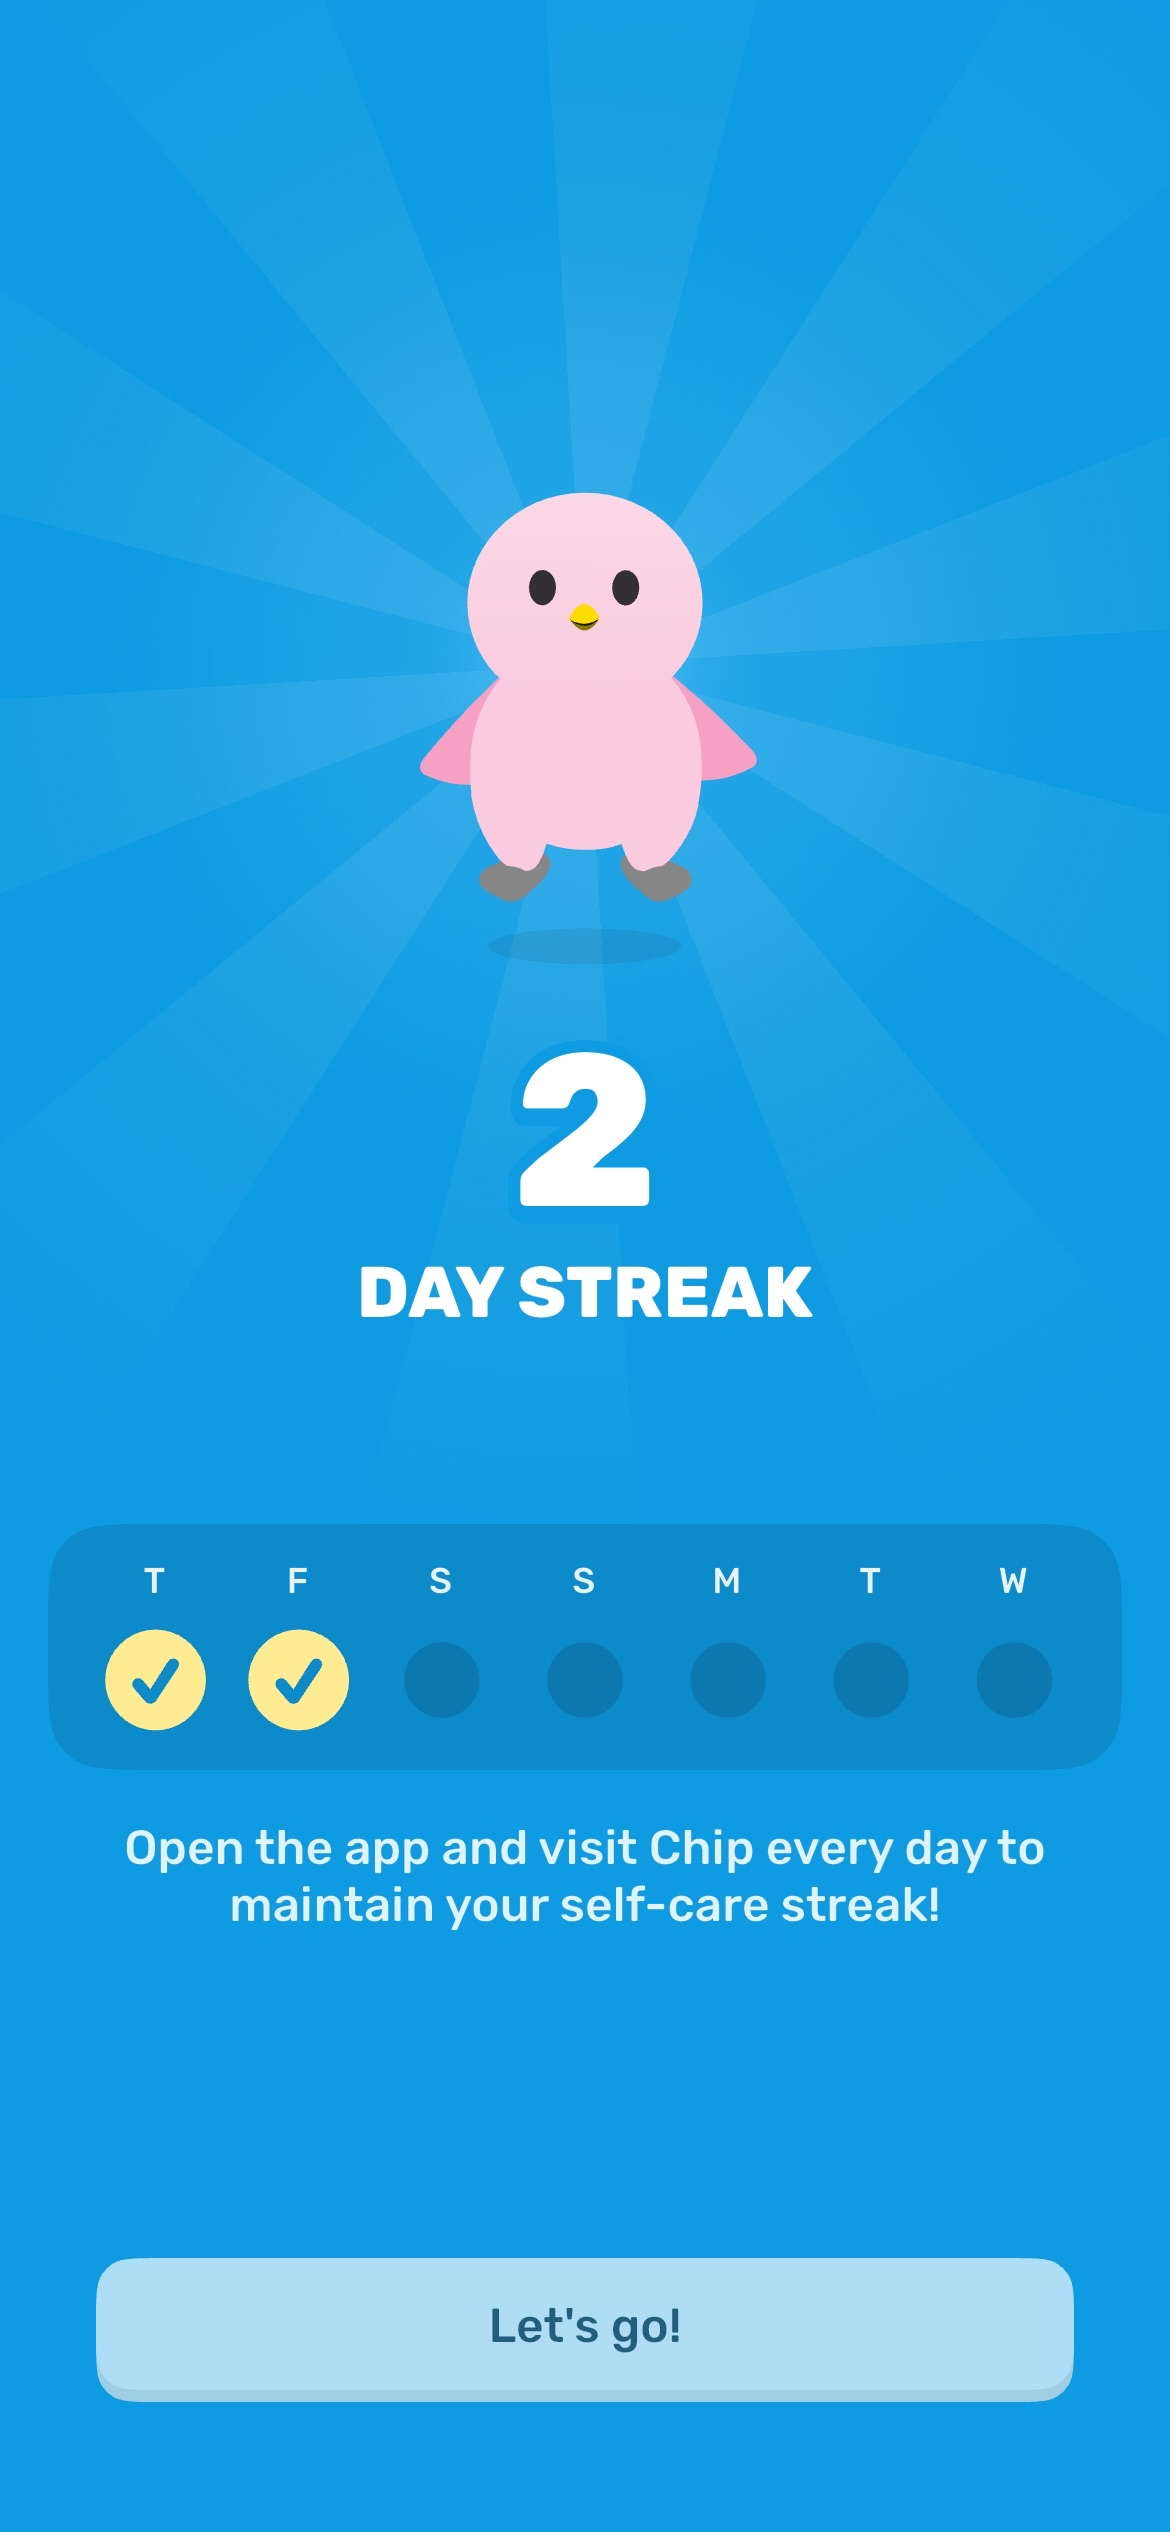 2
DAY STREAK
T F S S M T W
Open the app and visit Chip every day to
maintain your self-care streak!
Let's go!